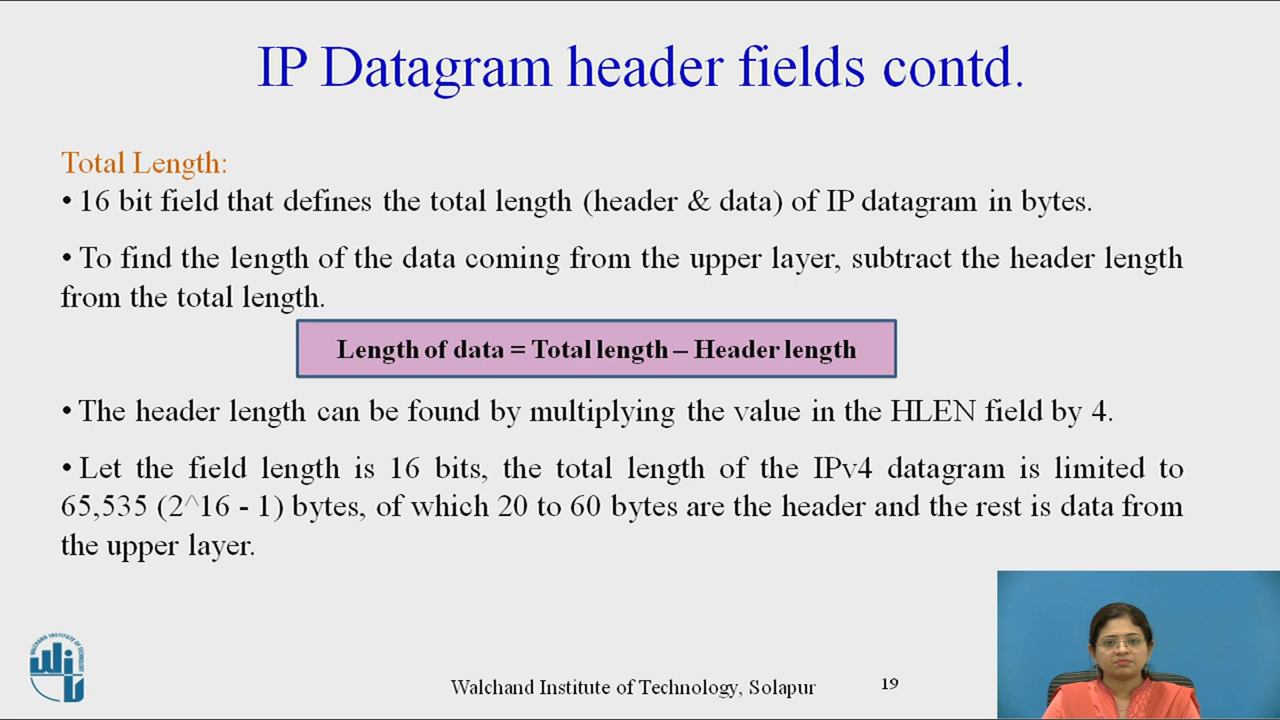 IP Datagram header fields contd.
Total Length:
• 16 bit field that defines the total length (header & data) of IP datagram in bytes.
• To find the length of the data coming from the upper layer, subtract the header length
from the total length.
Length of data = Total length – Header length
• The header length can be found by multiplying the value in the HLEN field by 4.
• Let the field length is 16 bits, the total length of the IPv4 datagram is limited to
65,535 (2^16 - 1) bytes, of which 20 to 60 bytes are the header and the rest is data from
the upper layer.
WALCHAND INSTITUTE OF TECHNOLOGY
WIT
Walchand Institute of Technology, Solapur
19